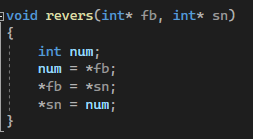 void revers(int* fb, int* sn)
{
int num;
num = *fb;
*fb = *sn;
*sn = num;
}